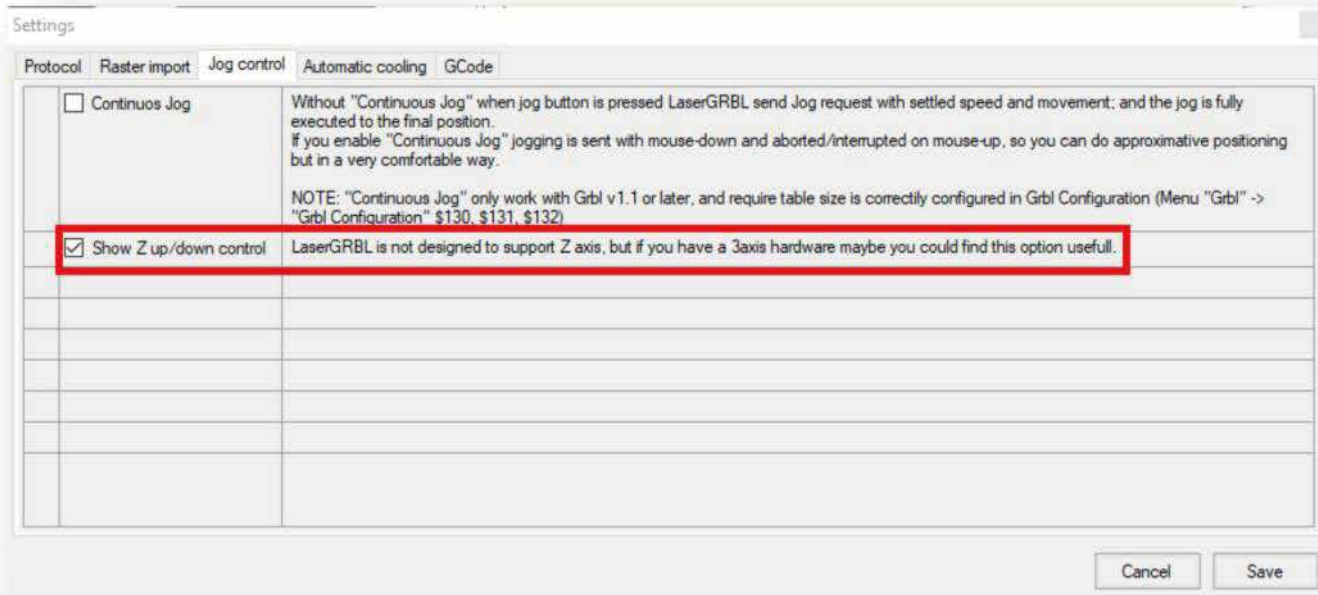 Settings
Protocol Raster import Jog control Automatic cooling GCode
Continuos Jog
Without "Continuous Jog" when jog button is pressed LaserGRBL send Jog request with settled speed and movement; and the jog is fully
executed to the final position.
If you enable "Continuous Jog" jogging is sent with mouse-down and aborted/interrupted on mouse-up, so you can do approximative positioning
but in a very comfortable way.
NOTE: "Continuous Jog" only work with Grbl v1.1 or later, and require table size is correctily configured in Grbl Configuration (Menu "Grbl" ->
"Grbl Configuration" $130, $131, $132)
Show Z up/down control
LaserGRBL is not designed to support Z axis, but if you have a 3axis hardware maybe you could find this option usefull.
Cancel Save